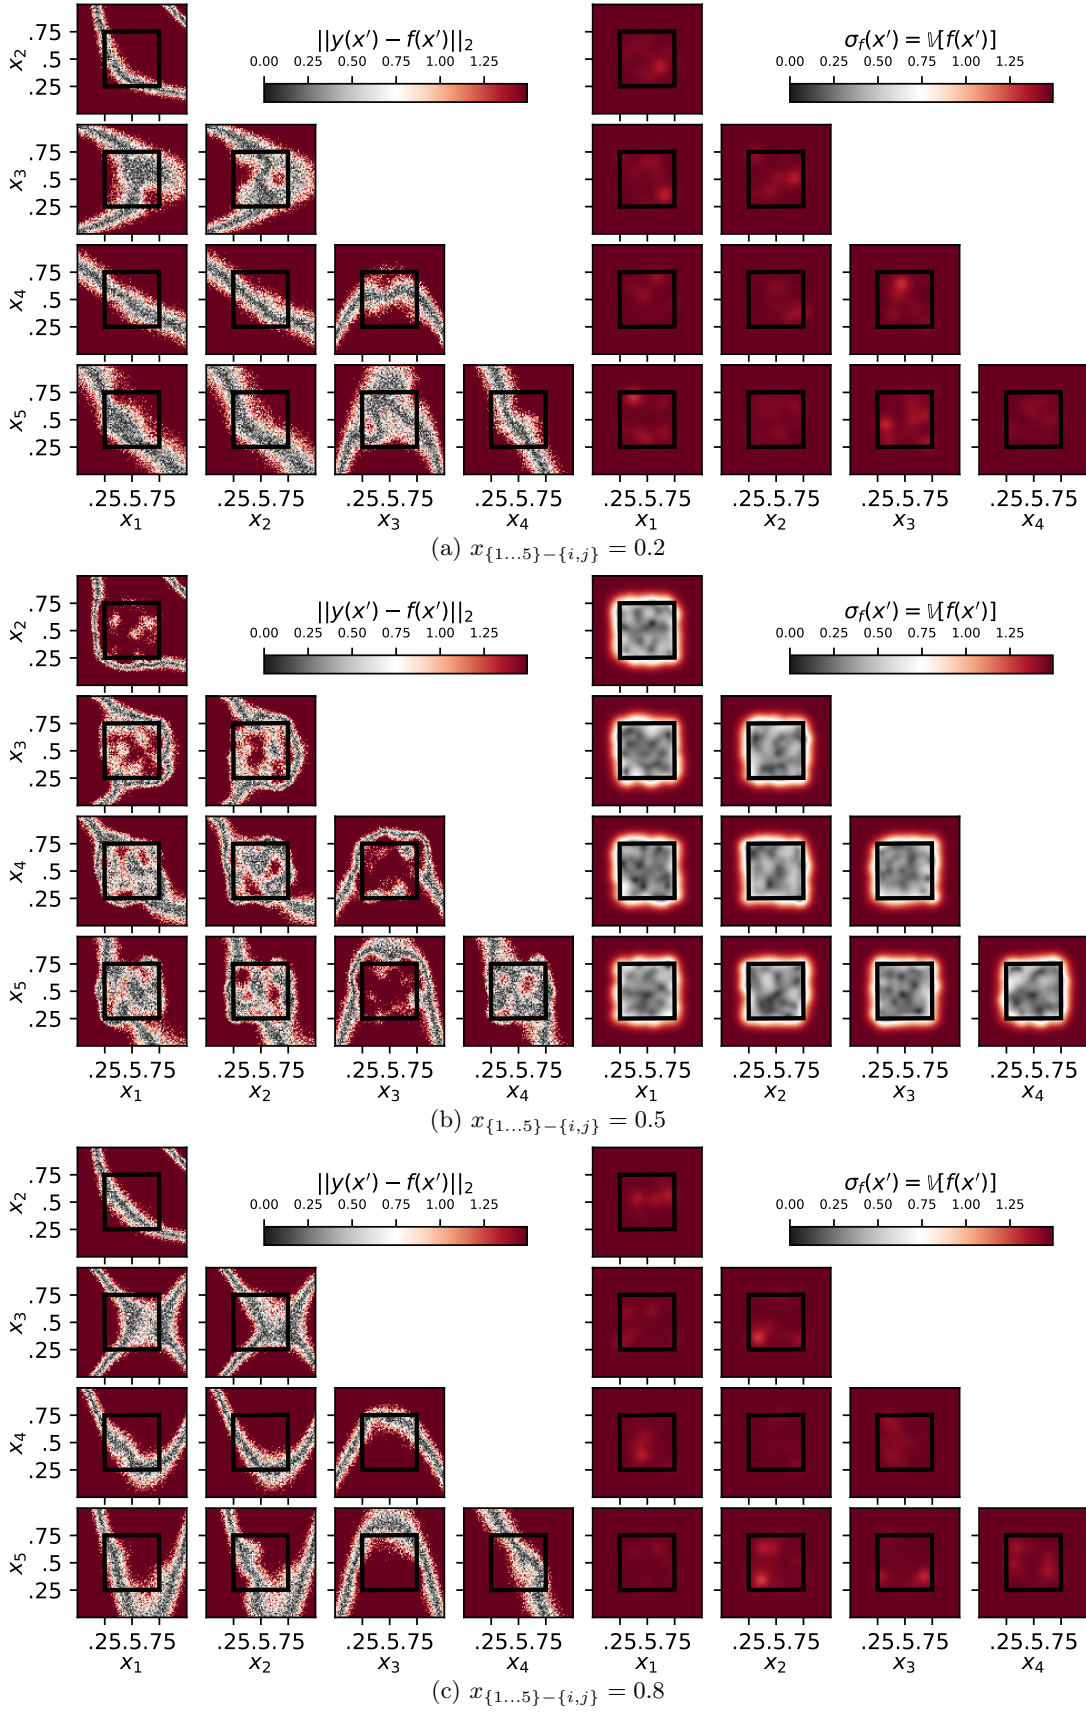 ||y(x′) − f(x′)||₂
0.00 0.25 0.50 0.75 1.00 1.25
σ_f(x′) = 𝕍[f(x′)]
0.00 0.25 0.50 0.75 1.00 1.25
x₂ .75 .5 .25
x₃ .75 .5 .25
x₄ .75 .5 .25
x₅ .75 .5 .25
.25.5.75 .25.5.75 .25.5.75 .25.5.75 .25.5.75 .25.5.75 .25.5.75 .25.5.75
x₁ x₂ x₃ x₄ x₁ x₂ x₃ x₄
(a) x_{{1...5}−{i,j}} = 0.2
||y(x′) − f(x′)||₂
0.00 0.25 0.50 0.75 1.00 1.25
σ_f(x′) = 𝕍[f(x′)]
0.00 0.25 0.50 0.75 1.00 1.25
x₂ .75 .5 .25
x₃ .75 .5 .25
x₄ .75 .5 .25
x₅ .75 .5 .25
.25.5.75 .25.5.75 .25.5.75 .25.5.75 .25.5.75 .25.5.75 .25.5.75 .25.5.75
x₁ x₂ x₃ x₄ x₁ x₂ x₃ x₄
(b) x_{{1...5}−{i,j}} = 0.5
||y(x′) − f(x′)||₂
0.00 0.25 0.50 0.75 1.00 1.25
σ_f(x′) = 𝕍[f(x′)]
0.00 0.25 0.50 0.75 1.00 1.25
x₂ .75 .5 .25
x₃ .75 .5 .25
x₄ .75 .5 .25
x₅ .75 .5 .25
.25.5.75 .25.5.75 .25.5.75 .25.5.75 .25.5.75 .25.5.75 .25.5.75 .25.5.75
x₁ x₂ x₃ x₄ x₁ x₂ x₃ x₄
(c) x_{{1...5}−{i,j}} = 0.8